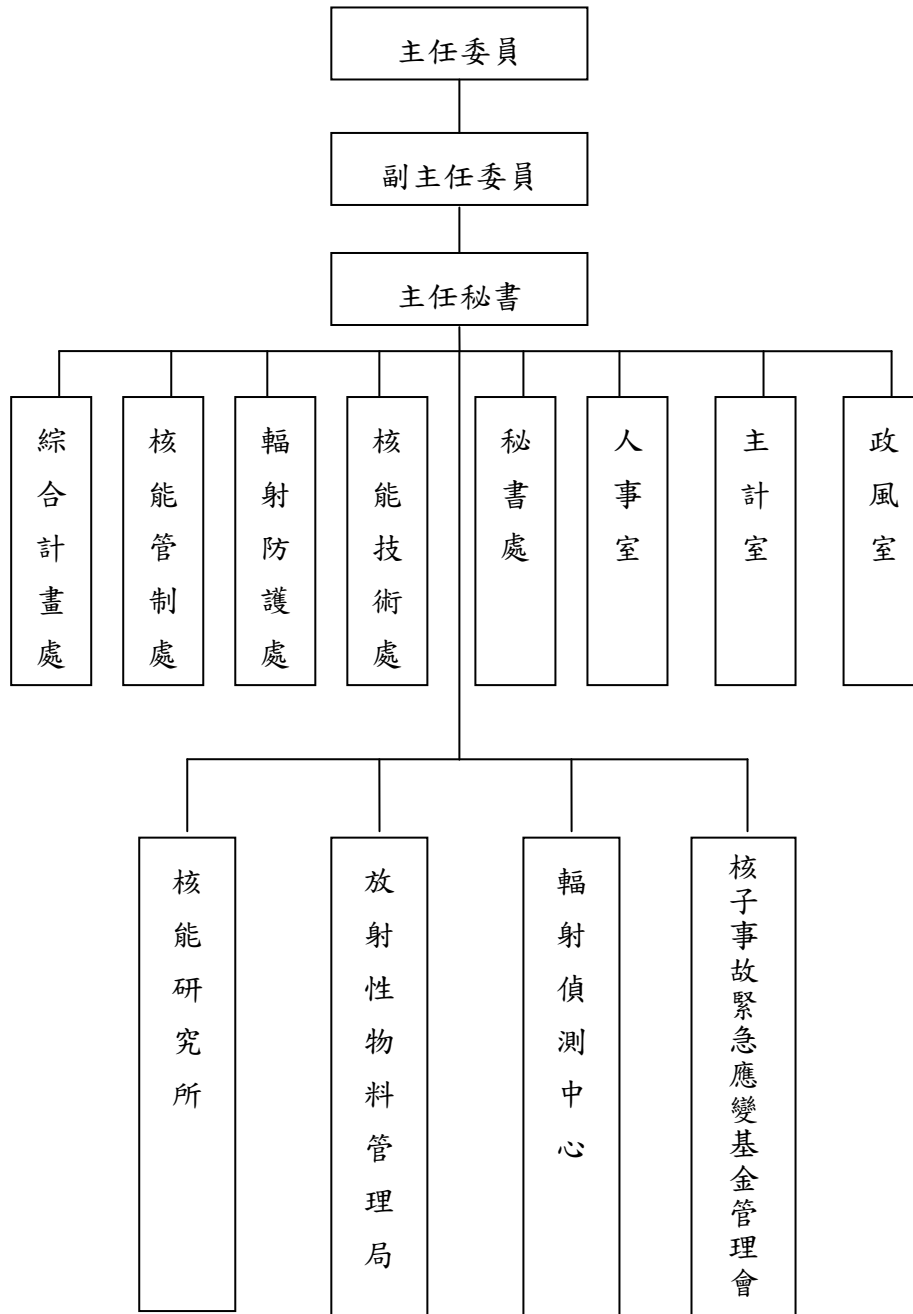 主任委員
副主任委員
主任秘書
綜合計畫處
核能管制處
輻射防護處
核能技術處
秘書處
人事室
主計室
政風室
核能研究所
放射性物料管理局
輻射偵測中心
核子事故緊急應變基金管理會